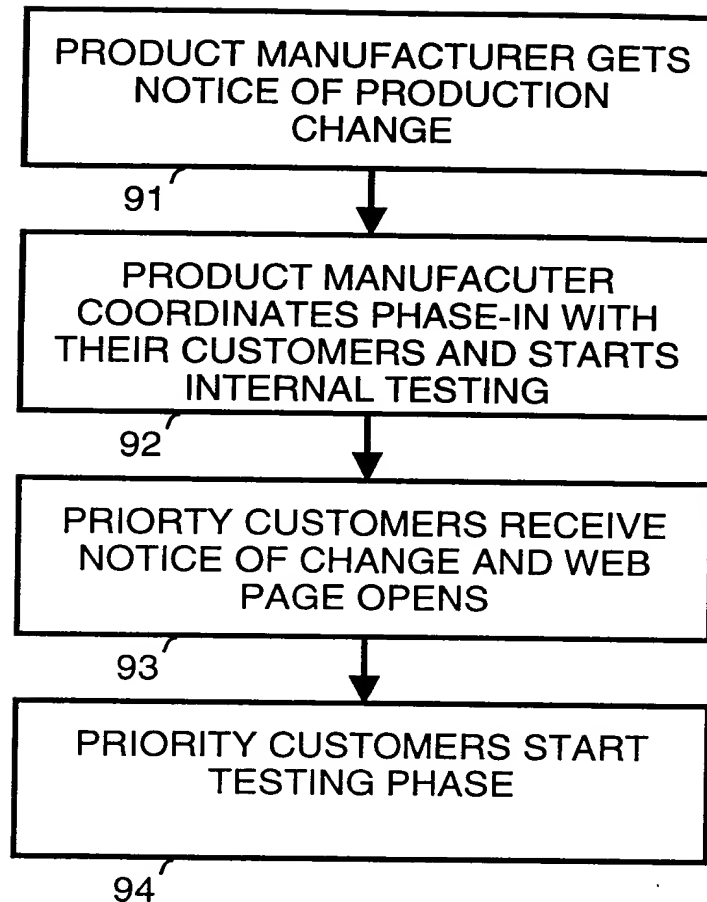 PRODUCT MANUFACTURER GETS
NOTICE OF PRODUCTION
CHANGE
91
PRODUCT MANUFACUTER
COORDINATES PHASE-IN WITH
THEIR CUSTOMERS AND STARTS
INTERNAL TESTING
92
PRIORTY CUSTOMERS RECEIVE
NOTICE OF CHANGE AND WEB
PAGE OPENS
93
PRIORITY CUSTOMERS START
TESTING PHASE
94